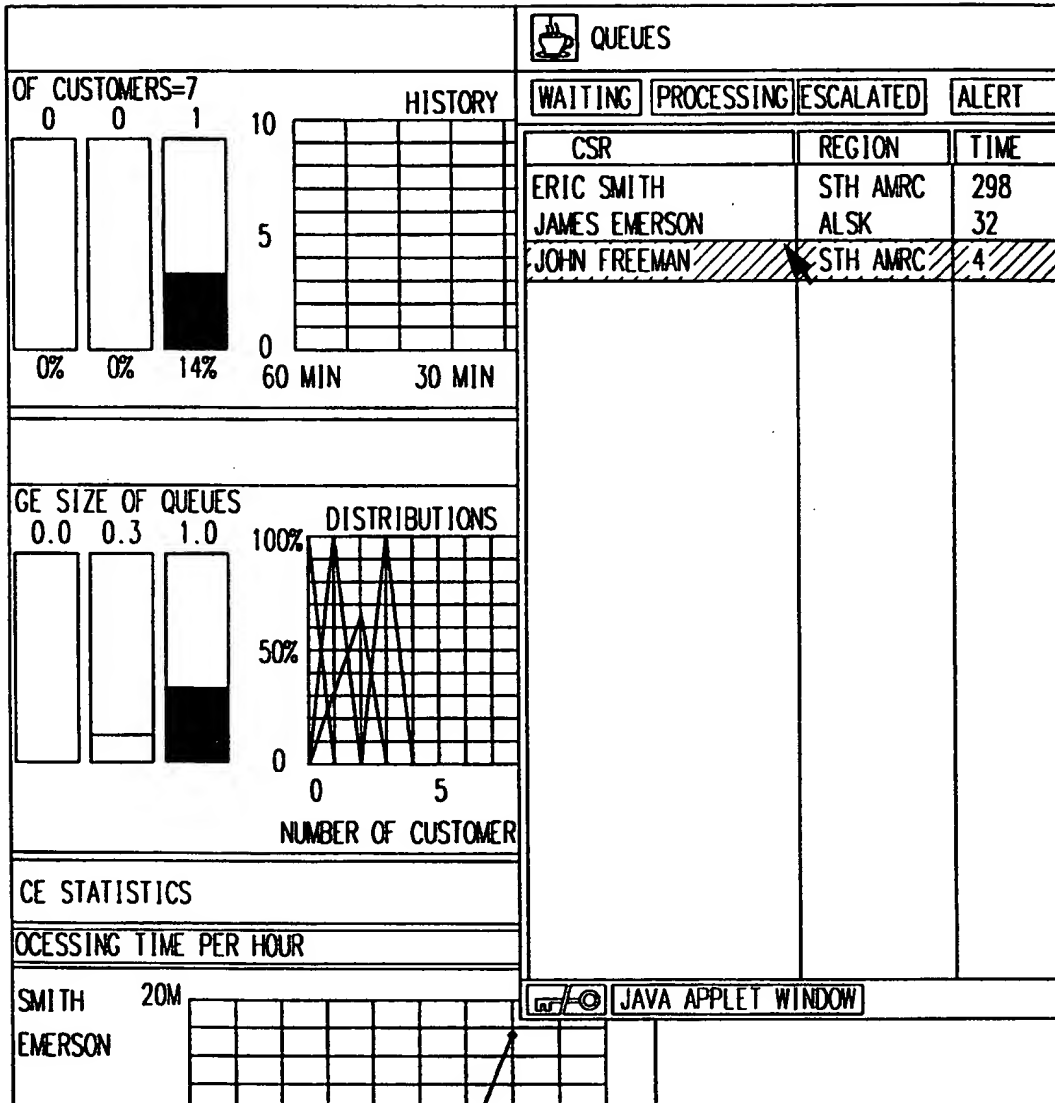 OF CUSTOMERS=7
0 0 1
HISTORY
10
5
0
0% 0% 14%
60 MIN 30 MIN
GE SIZE OF QUEUES
0.0 0.3 1.0
DISTRIBUTIONS
100%
50%
0
0 5
NUMBER OF CUSTOMER
CE STATISTICS
OCESSING TIME PER HOUR
SMITH 20M
EMERSON
QUEUES
WAITING PROCESSING ESCALATED ALERT
CSR REGION TIME
ERIC SMITH STH AMRC 298
JAMES EMERSON ALSK 32
JOHN FREEMAN STH AMRC 4
JAVA APPLET WINDOW